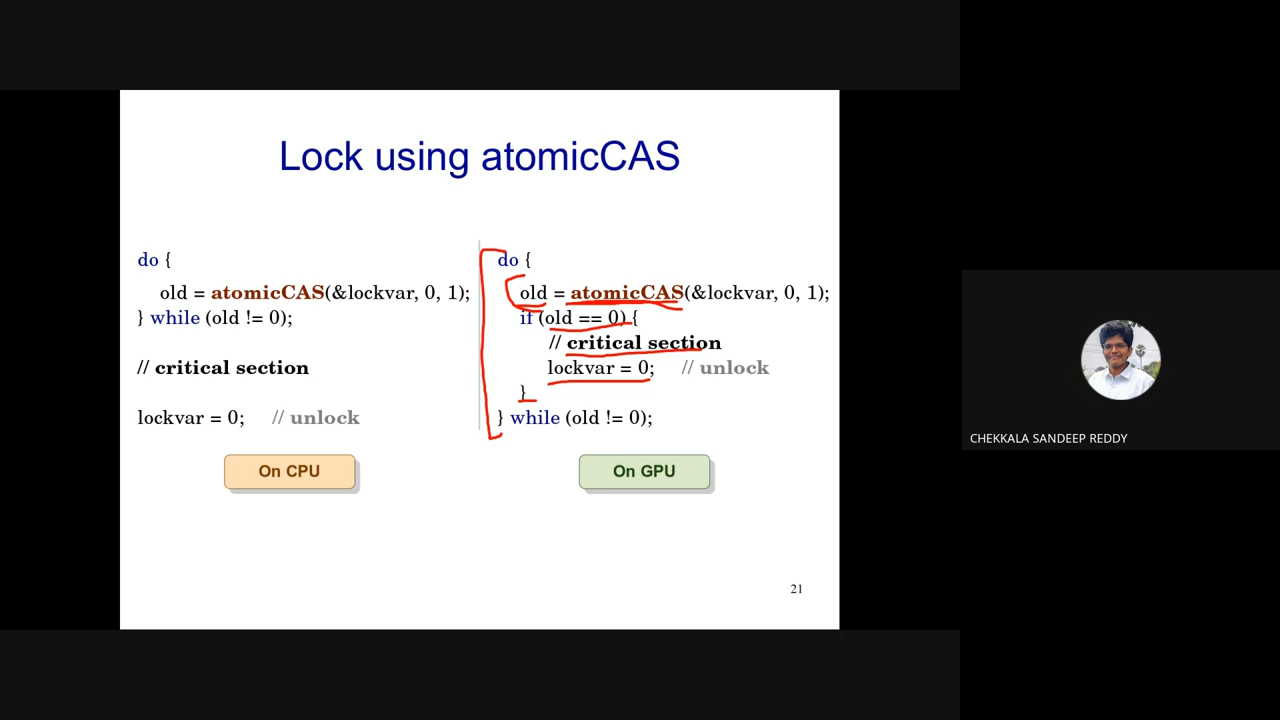 Lock using atomicCAS
do {
old = atomicCAS(&lockvar, 0, 1);
} while (old != 0);
// critical section
lockvar = 0; // unlock
On CPU
do {
old = atomicCAS(&lockvar, 0, 1);
if (old == 0) {
// critical section
lockvar = 0; // unlock
}
} while (old != 0);
On GPU
21
CHEKKALA SANDEEP REDDY